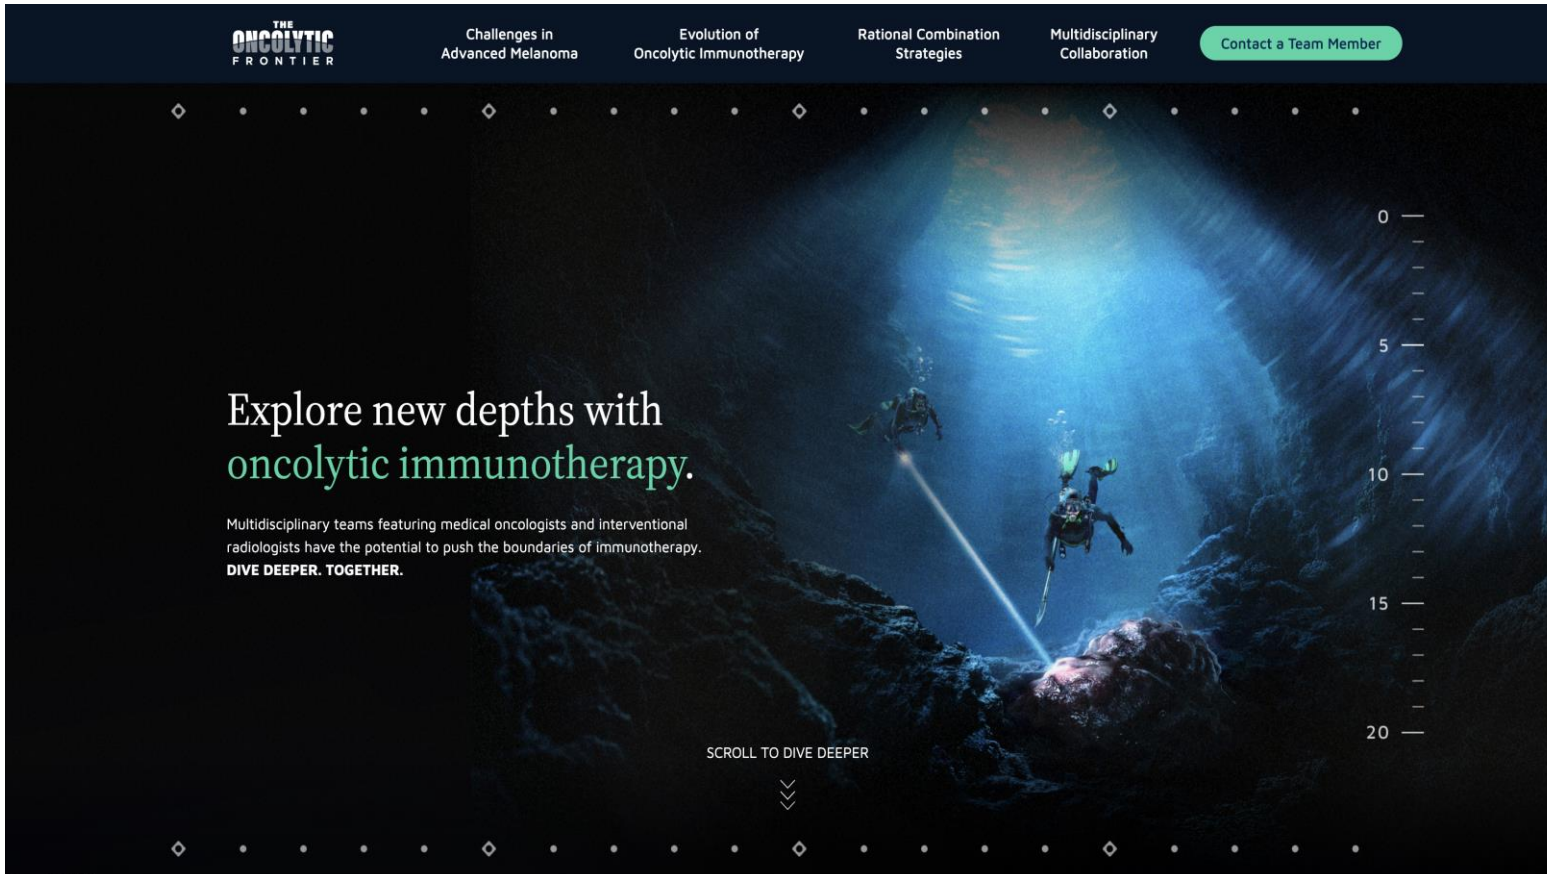 THE
ONCOLYTIC
FRONTIER
Challenges in
Advanced Melanoma
Evolution of
Oncolytic Immunotherapy
Rational Combination
Strategies
Multidisciplinary
Collaboration
Contact a Team Member
0
5
10
15
20
Explore new depths with
oncolytic immunotherapy.
Multidisciplinary teams featuring medical oncologists and interventional
radiologists have the potential to push the boundaries of immunotherapy.
DIVE DEEPER. TOGETHER.
SCROLL TO DIVE DEEPER